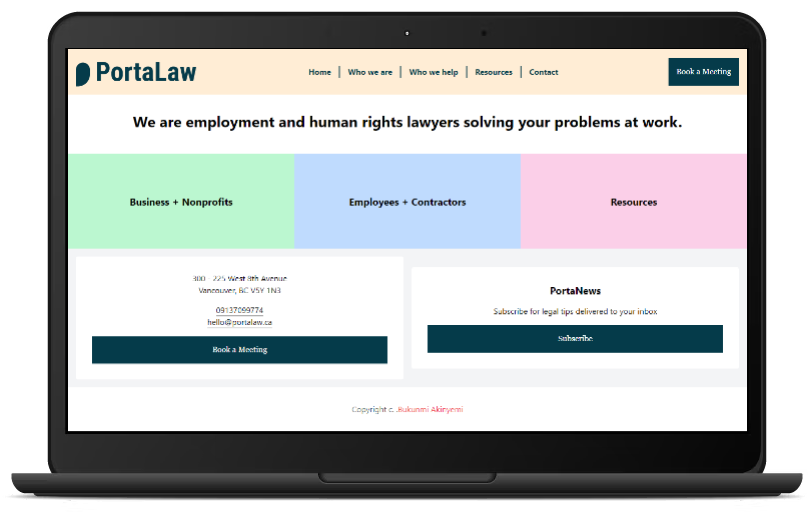 PortaLaw
Home | Who we are | Who we help | Resources | Contact
Book a Meeting
We are employment and human rights lawyers solving your problems at work.
Business + Nonprofits
Employees + Contractors
Resources
300 - 225 West 8th Avenue
Vancouver, BC V5Y 1N3
09137099774
hello@portalaw.ca
Book a Meeting
PortaNews
Subscribe for legal tips delivered to your inbox
Subscribe
Copyright c. .Bukunmi Akinyemi